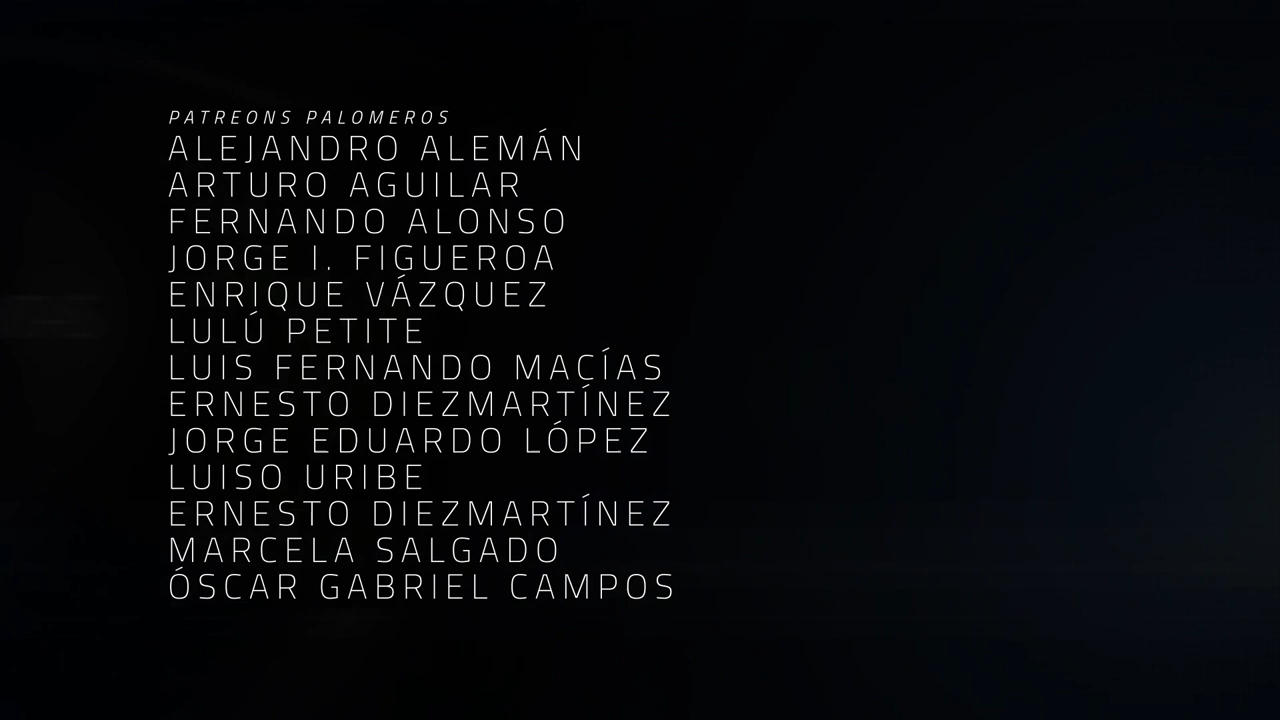 PATREONS PALOMEROS
ALEJANDRO ALEMÁN
ARTURO AGUILAR
FERNANDO ALONSO
JORGE I. FIGUEROA
ENRIQUE VÁZQUEZ
LULÚ PETITE
LUIS FERNANDO MACÍAS
ERNESTO DIEZMARTÍNEZ
JORGE EDUARDO LÓPEZ
LUISO URIBE
ERNESTO DIEZMARTÍNEZ
MARCELA SALGADO
ÓSCAR GABRIEL CAMPOS